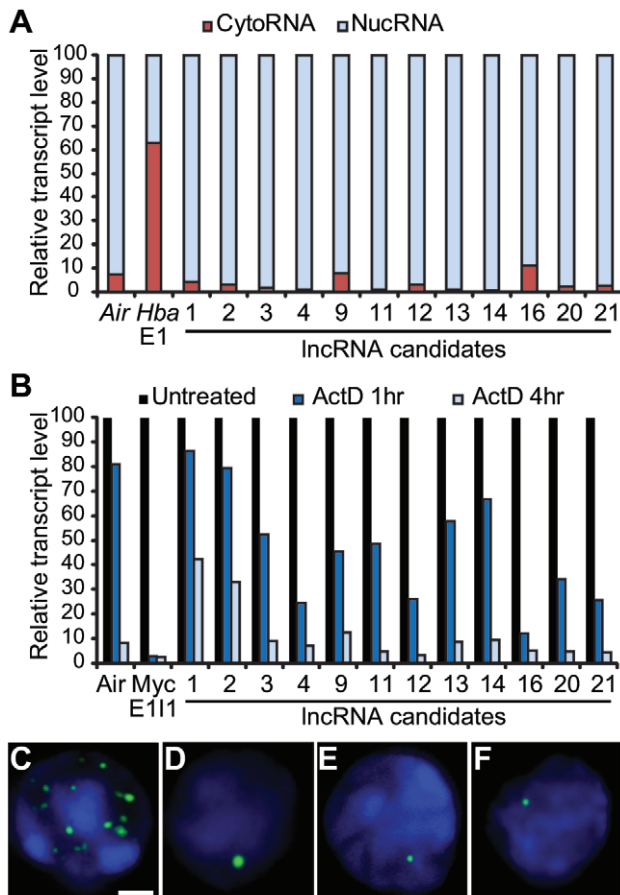 A
CytoRNA NucRNA
Relative transcript level
100
90
80
70
60
50
40
30
20
10
0
Air Hba 1 2 3 4 9 11 12 13 14 16 20 21
E1
lncRNA candidates
B
Untreated ActD 1hr ActD 4hr
Relative transcript level
100
90
80
70
60
50
40
30
20
10
0
Air Myc 1 2 3 4 9 11 12 13 14 16 20 21
E1I1
lncRNA candidates
C D E F